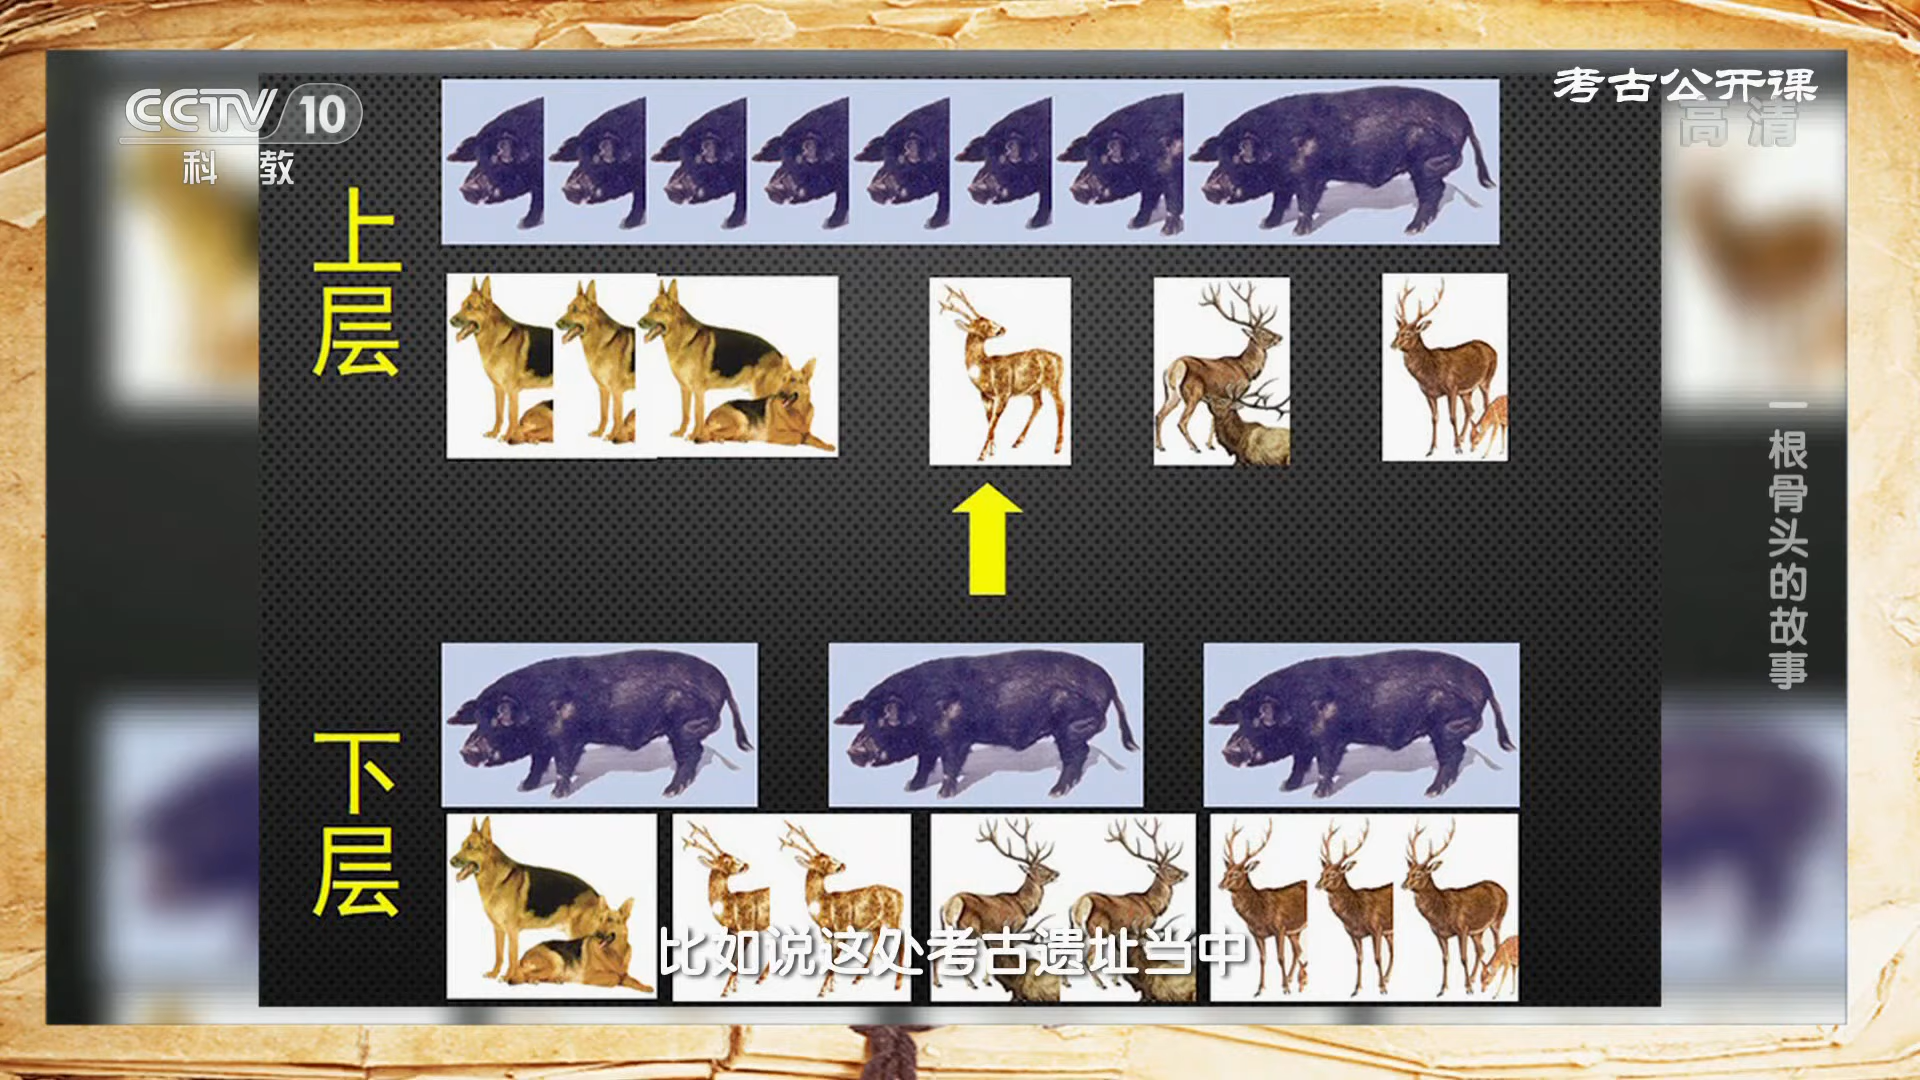 考古公开课
高清
CCTV 10
科 教
上层
一根骨头的故事
下层
比如说这处考古遗址当中